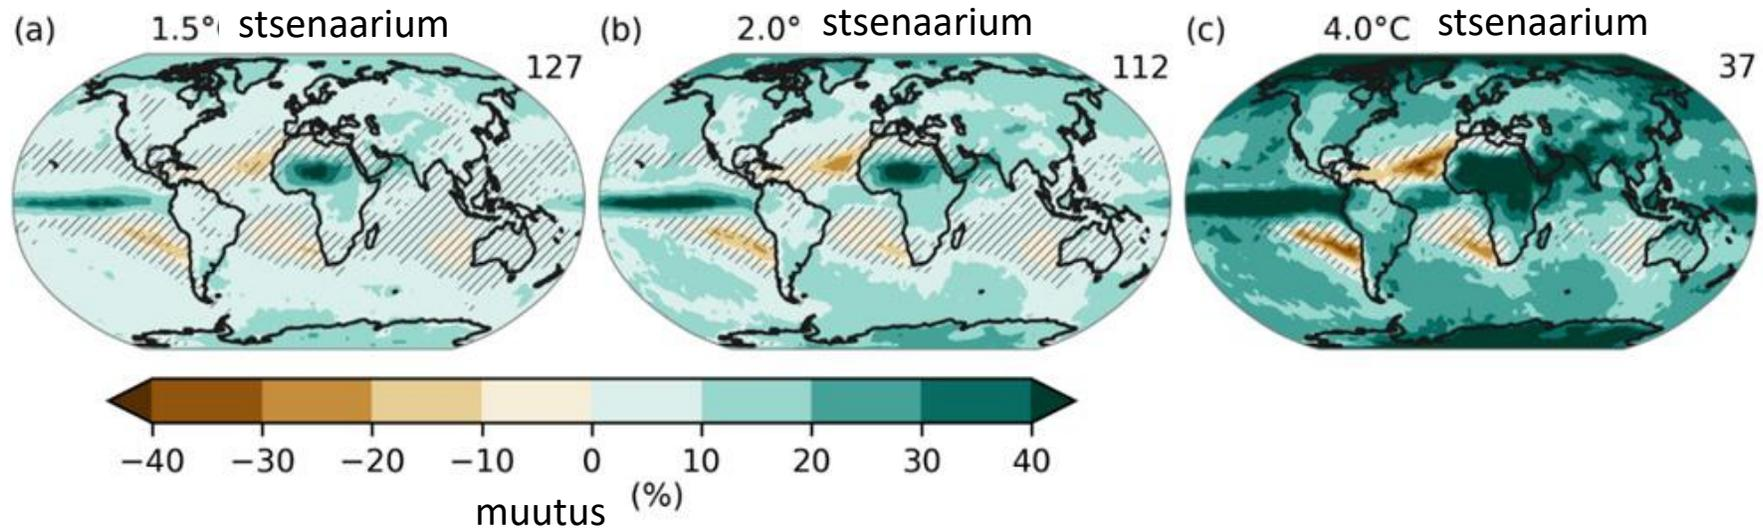 (a) 1.5° stsenaarium
127
(b) 2.0° stsenaarium
112
(c) 4.0°C stsenaarium
37
−40 −30 −20 −10 0 10 20 30 40
(%)
muutus